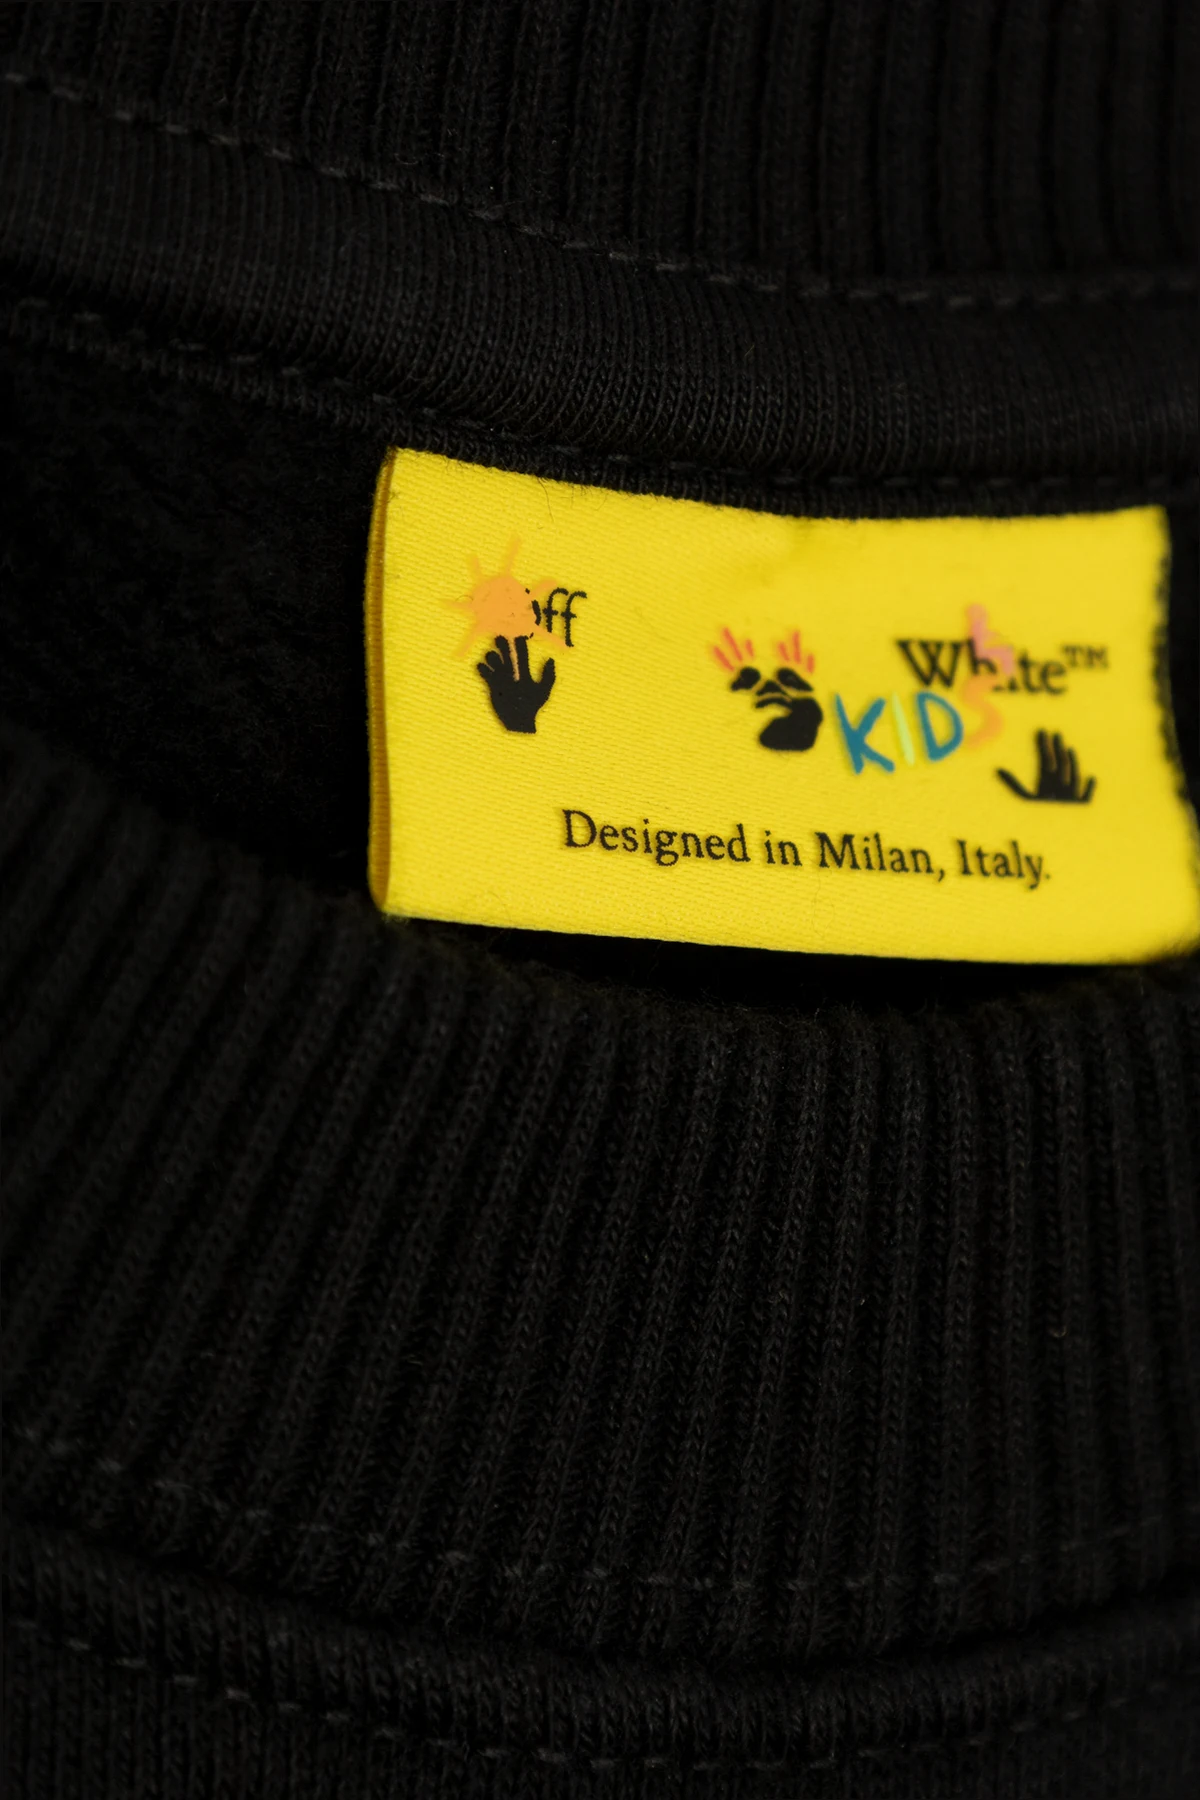 Off
White™
KIDS
Designed in Milan, Italy.